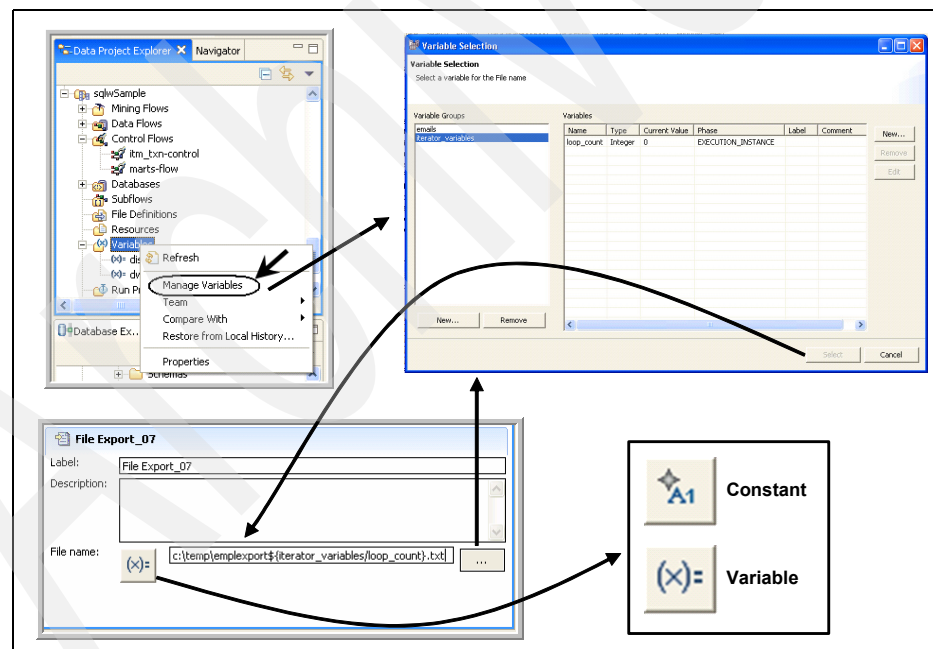 Data Project Explorer
Navigator
sqlwSample
Mining Flows
Data Flows
Control Flows
itm_txn-control
marts-flow
Databases
Subflows
File Definitions
Resources
Variables
Refresh
Manage Variables
Team
Compare With
Restore from Local History...
Properties
Database Ex...
Schemas
Variable Selection
Variable Selection
Select a variable for the File name
Variable Groups
emails
iterator_variables
New...
Remove
Variables
Name Type Current Value Phase Label Comment
loop_count Integer 0 EXECUTION_INSTANCE
New...
Remove
Edit
Select
Cancel
File Export_07
Label:
File Export_07
Description:
File name:
(x)=
c:\temp\emplexport${iterator_variables/loop_count}.txt
...
A1
Constant
(x)=
Variable